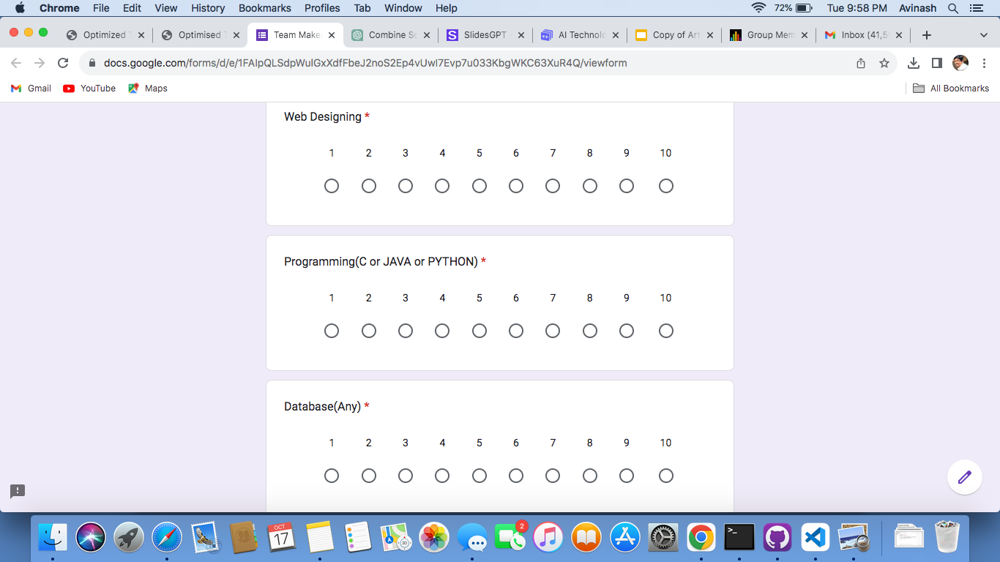 Chrome File Edit View History Bookmarks Profiles Tab Window Help 72% Tue 9:58 PM Avinash
Optimized T Optimised T Team Make Combine Sc SlidesGPT - AI Technolo Copy of Art Group Mem Inbox (41,5
docs.google.com/forms/d/e/1FAIpQLSdpWulGxXdfFbeJ2noS2Ep4vUwI7Evp7u033KbgWKC63XuR4Q/viewform
Gmail YouTube Maps All Bookmarks
Web Designing *
1 2 3 4 5 6 7 8 9 10
Programming(C or JAVA or PYTHON) *
1 2 3 4 5 6 7 8 9 10
Database(Any) *
1 2 3 4 5 6 7 8 9 10
OCT
17
2